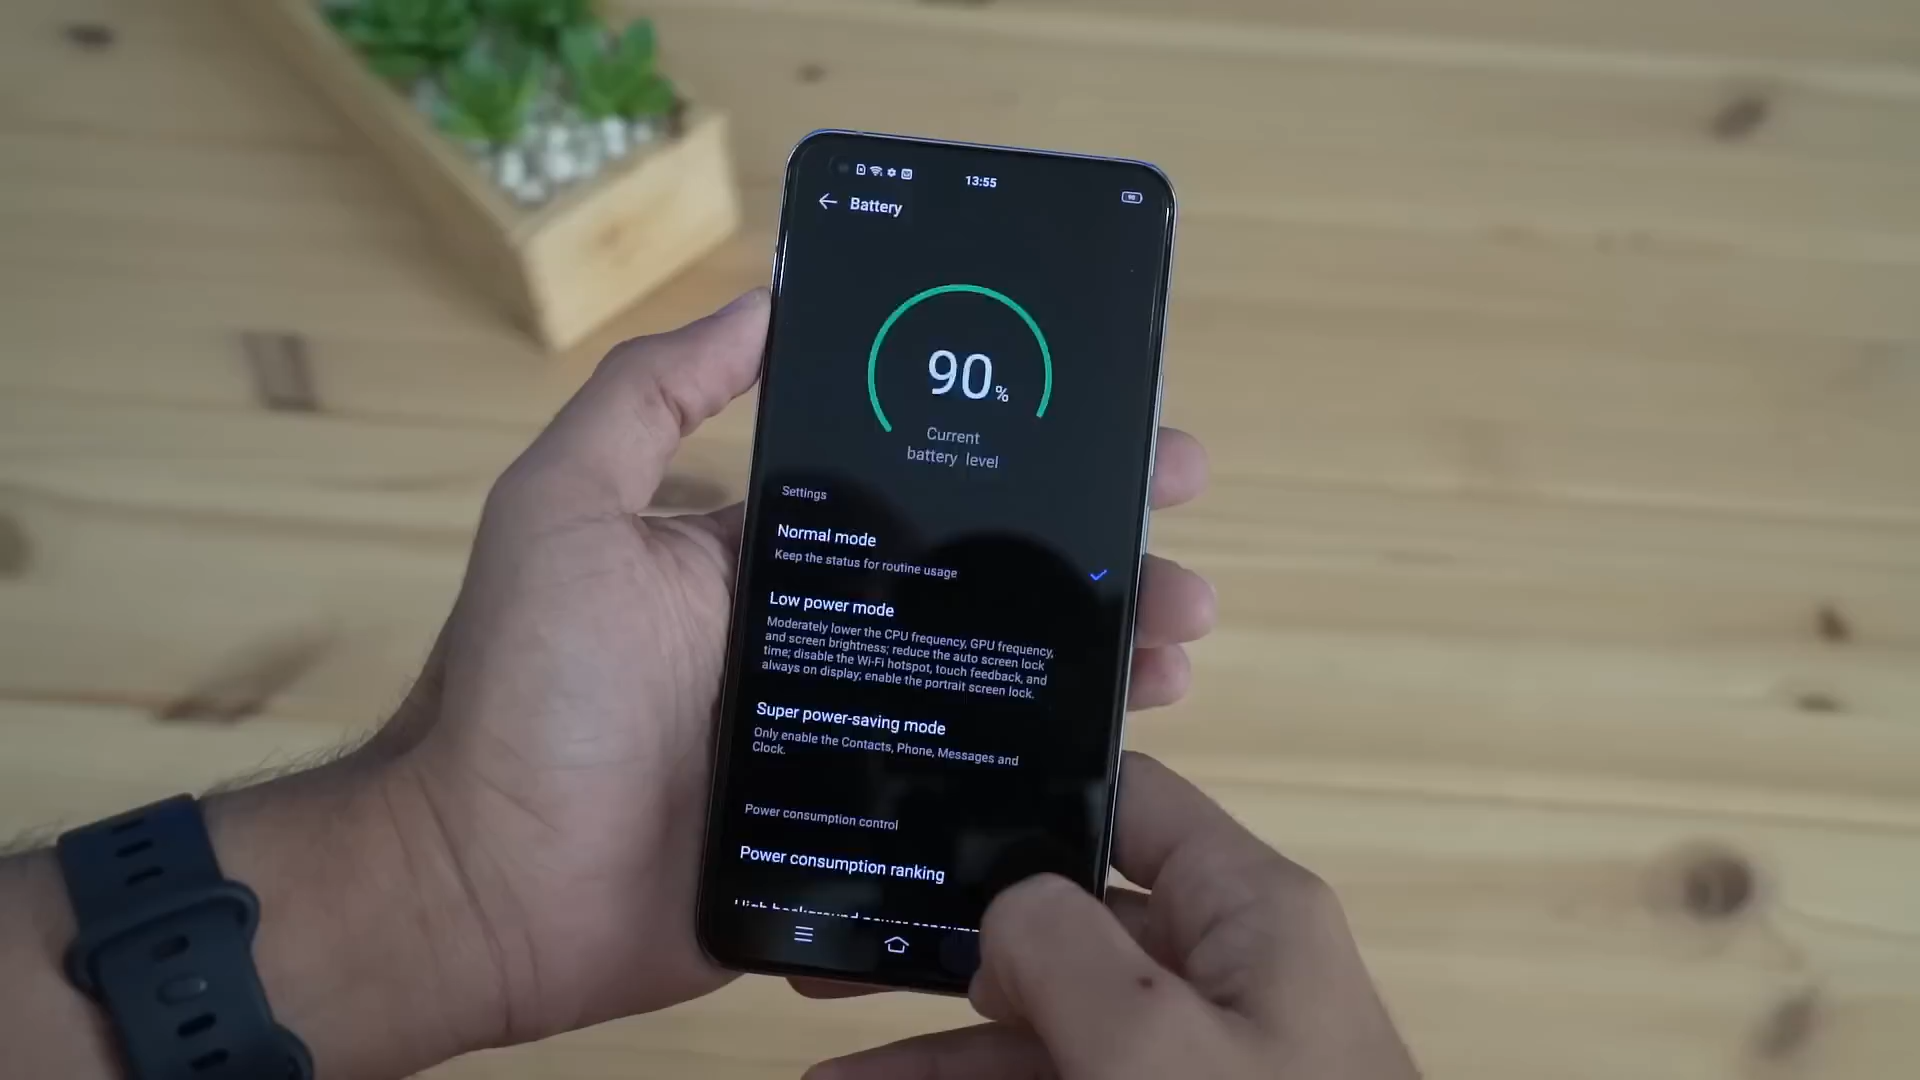 13:55
90
Battery
90%
Current
battery level
Settings
Normal mode
Keep the status for routine usage
Low power mode
Moderately lower the CPU frequency, GPU frequency,
and screen brightness; reduce the auto screen lock
time; disable the Wi-Fi hotspot, touch feedback, and
always on display; enable the portrait screen lock.
Super power-saving mode
Only enable the Contacts, Phone, Messages and
Clock.
Power consumption control
Power consumption ranking